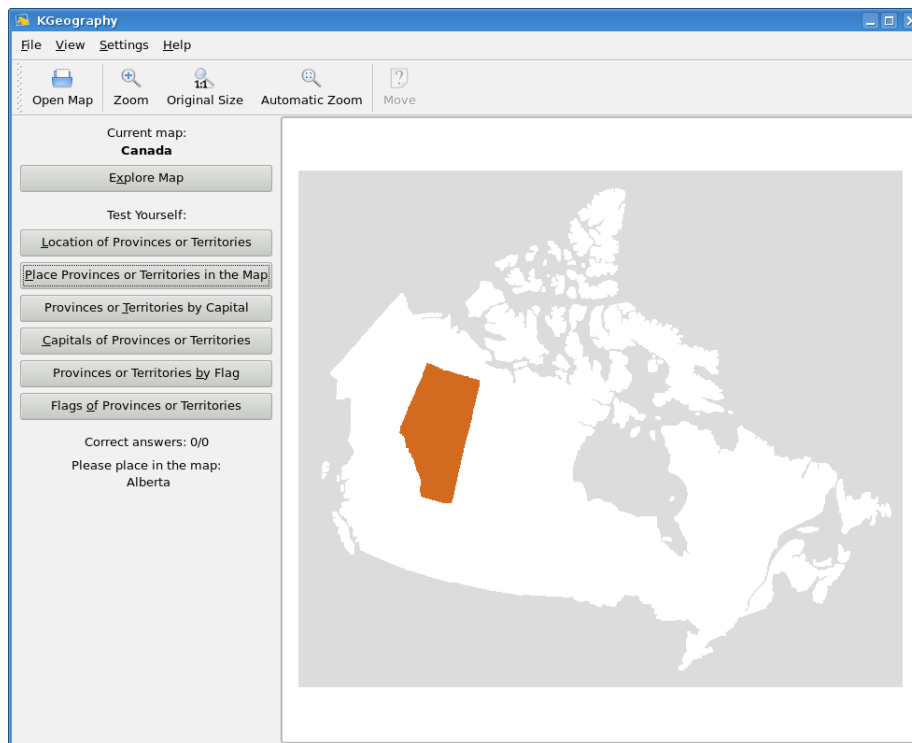 KGeography
File View Settings Help
1:1
Open Map Zoom Original Size Automatic Zoom Move
Current map:
Canada
Explore Map
Test Yourself:
Location of Provinces or Territories
Place Provinces or Territories in the Map
Provinces or Territories by Capital
Capitals of Provinces or Territories
Provinces or Territories by Flag
Flags of Provinces or Territories
Correct answers: 0/0
Please place in the map:
Alberta